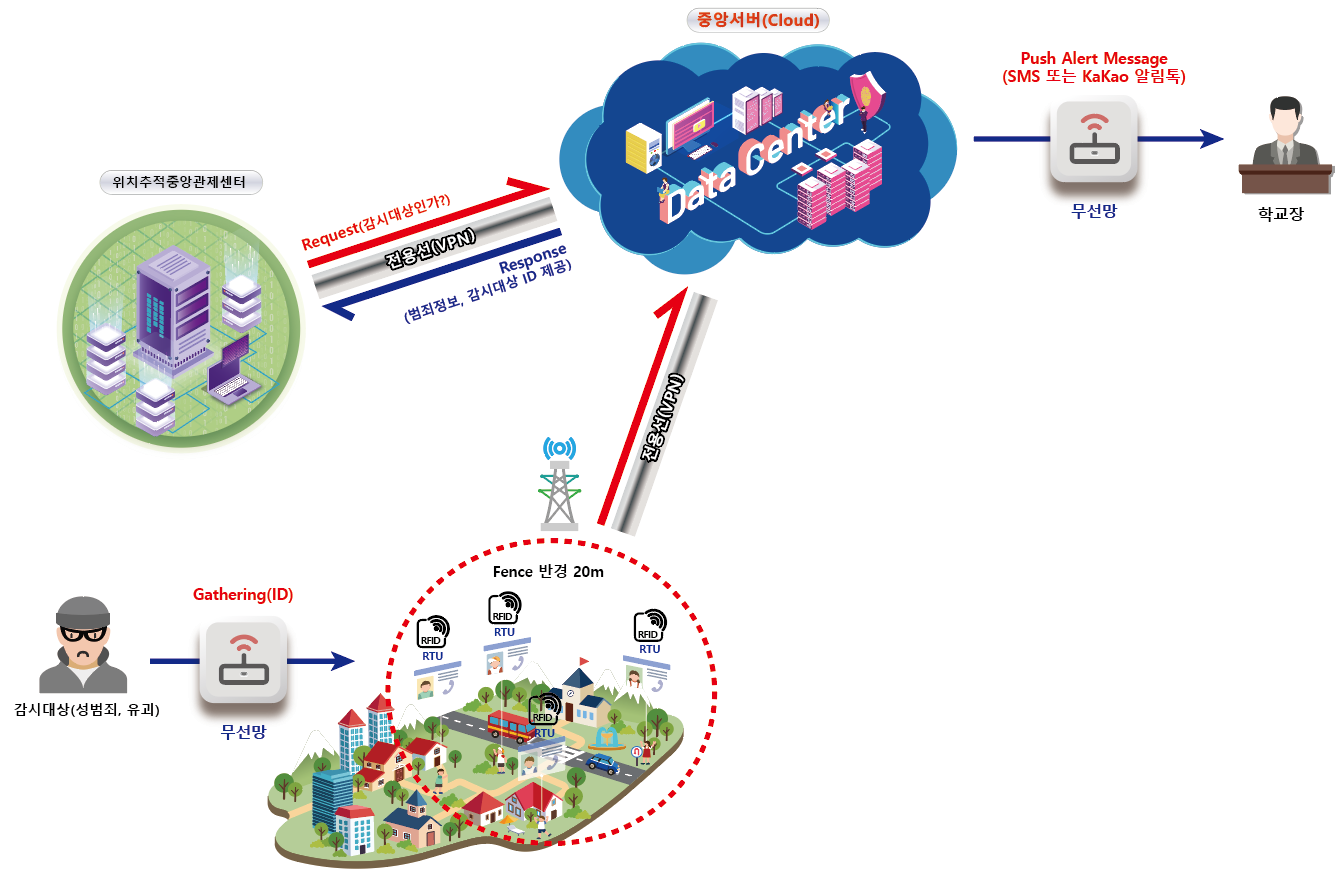 중앙서버(Cloud)
Data Center
Push Alert Message
(SMS 또는 KaKao 알림톡)
무선망
학교장
위치추적중앙관제센터
Request(감시대상인가?)
전용선(VPN)
Response
(범죄정보, 감시대상 ID 제공)
전용선(VPN)
Fence 반경 20m
Gathering(ID)
무선망
감시대상(성범죄, 유괴)
RFID
RTU
RFID
RTU
RFID
RTU
RFID
RTU